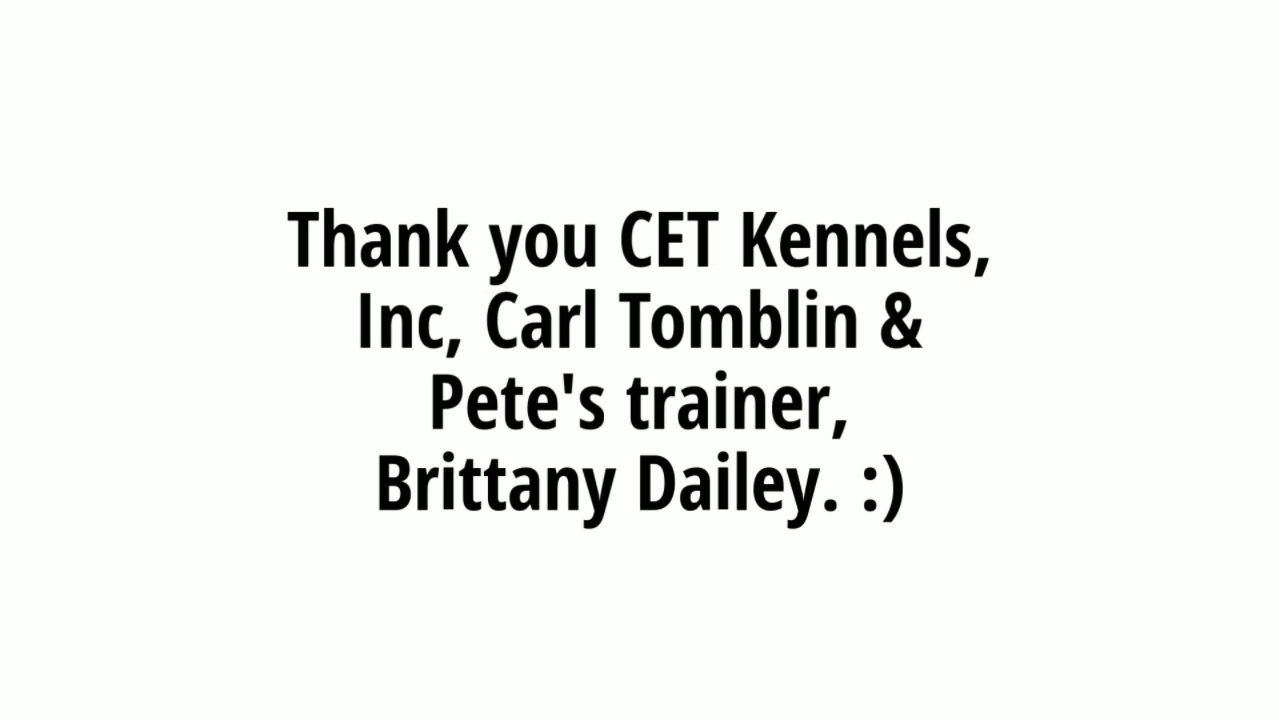 Thank you CET Kennels,
Inc, Carl Tomblin &
Pete's trainer,
Brittany Dailey. :)